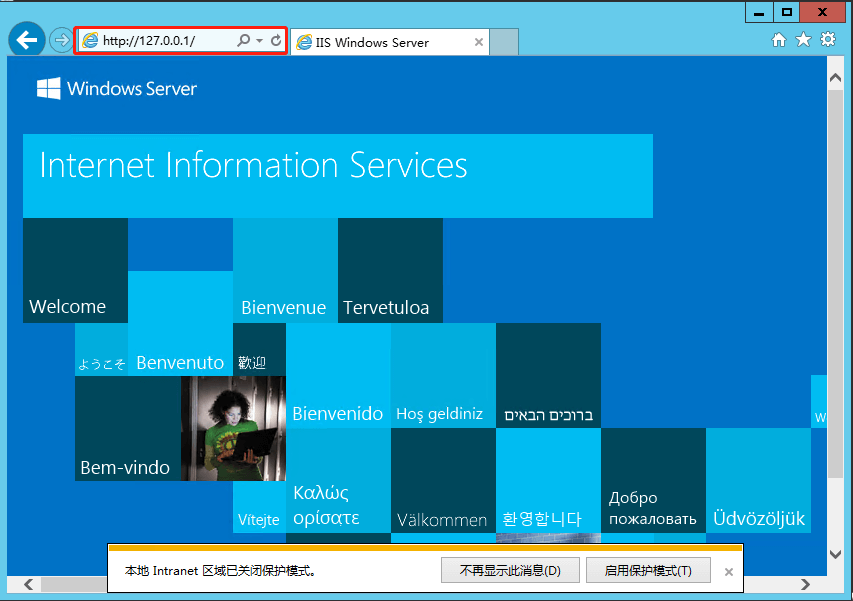 http://127.0.0.1/
IIS Windows Server
Windows Server
Internet Information Services
Welcome
Bienvenue
Tervetuloa
ようこそ
Benvenuto
歡迎
Bienvenido
Hoş geldiniz
ברוכים הבאים
W
Bem-vindo
Vítejte
Καλώς
ορίσατε
Välkommen
환영합니다
Добро
пожаловать
Üdvözöljük
本地 Intranet 区域已关闭保护模式。
不再显示此消息(D)
启用保护模式(T)